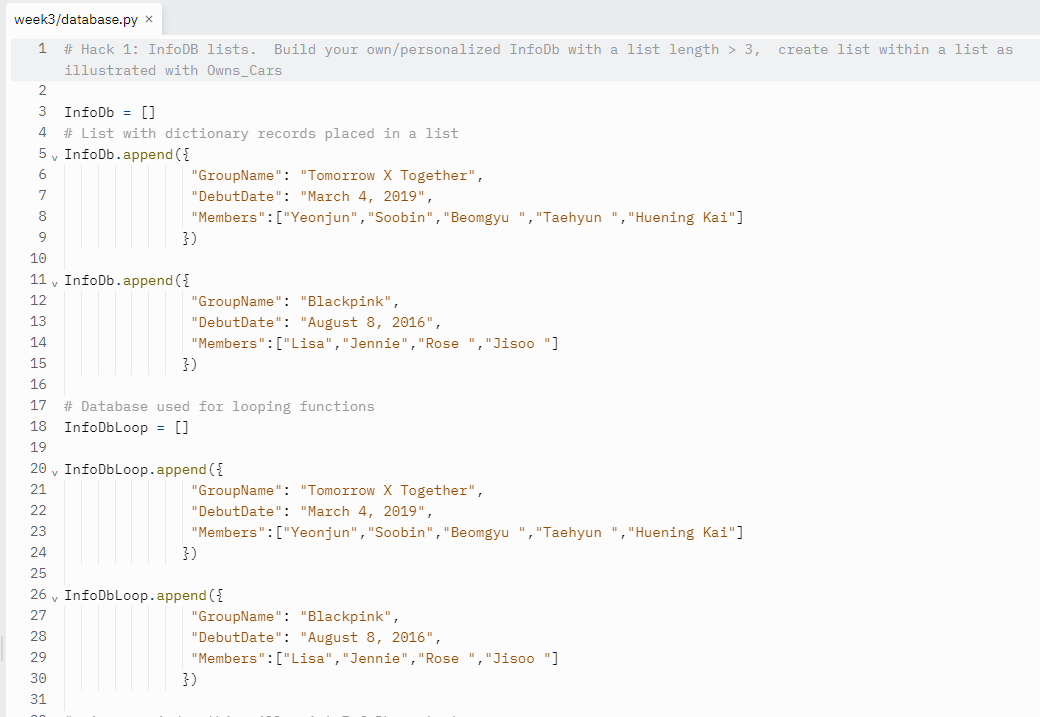 week3/database.py ×
1 # Hack 1: InfoDB lists.  Build your own/personalized InfoDb with a list length > 3,  create list within a list as
illustrated with Owns_Cars
2
3 InfoDb = []
4 # List with dictionary records placed in a list
5 InfoDb.append({
6 "GroupName": "Tomorrow X Together",
7 "DebutDate": "March 4, 2019",
8 "Members":["Yeonjun","Soobin","Beomgyu ","Taehyun ","Huening Kai"]
9 })
10
11 InfoDb.append({
12 "GroupName": "Blackpink",
13 "DebutDate": "August 8, 2016",
14 "Members":["Lisa","Jennie","Rose ","Jisoo "]
15 })
16
17 # Database used for looping functions
18 InfoDbLoop = []
19
20 InfoDbLoop.append({
21 "GroupName": "Tomorrow X Together",
22 "DebutDate": "March 4, 2019",
23 "Members":["Yeonjun","Soobin","Beomgyu ","Taehyun ","Huening Kai"]
24 })
25
26 InfoDbLoop.append({
27 "GroupName": "Blackpink",
28 "DebutDate": "August 8, 2016",
29 "Members":["Lisa","Jennie","Rose ","Jisoo "]
30 })
31